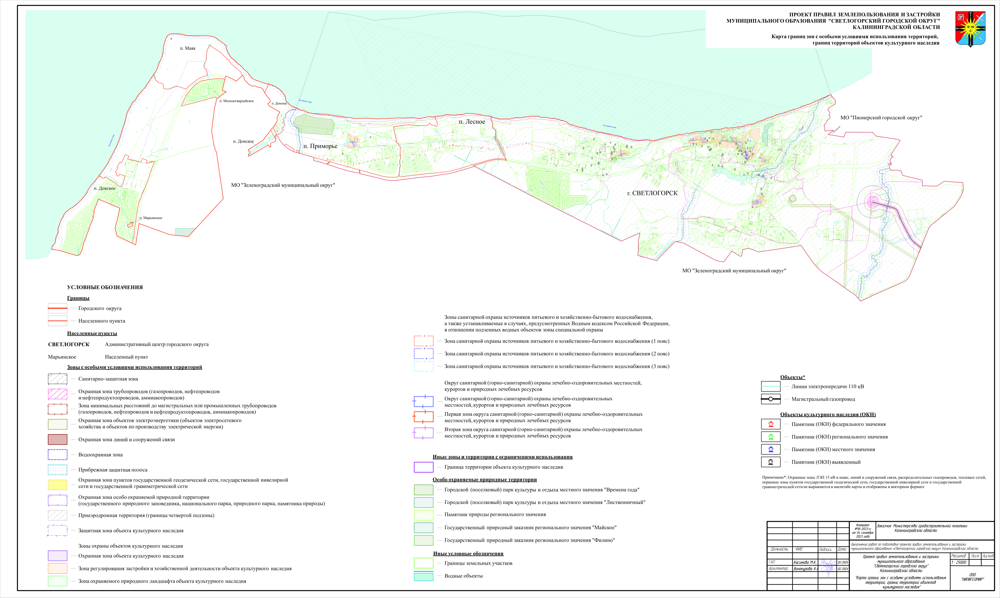 ПРОЕКТ ПРАВИЛ ЗЕМЛЕПОЛЬЗОВАНИЯ И ЗАСТРОЙКИ
МУНИЦИПАЛЬНОГО ОБРАЗОВАНИЯ "СВЕТЛОГОРСКИЙ ГОРОДСКОЙ ОКРУГ"
КАЛИНИНГРАДСКОЙ ОБЛАСТИ
Карта границ зон с особыми условиями использования территорий,
границ территорий объектов культурного наследия
п. Маяк
п. Молодогвардейское
п. Донское
Балтийское море
п. Лесное
Балтийское море
МО "Пионерский городской округ"
г. Пионерский
Балтийское море
п. Донское
п. Приморье
МО "Зеленоградский муниципальный округ"
п. Донское
г. СВЕТЛОГОРСК
п. Марьинское
МО "Зеленоградский муниципальный округ"
УСЛОВНЫЕ ОБОЗНАЧЕНИЯ
Границы
Городского округа
Населенного пункта
Населенные пункты
СВЕТЛОГОРСК Административный центр городского округа
Марьинское Населенный пункт
Зоны с особыми условиями использования территорий
Санитарно-защитная зона
Охранная зона трубопроводов (газопроводов, нефтепроводов
и нефтепродуктопроводов, аммиакопроводов)
Зона минимальных расстояний до магистральных или промышленных трубопроводов
(газопроводов, нефтепроводов и нефтепродуктопроводов, аммиакопроводов)
Охранная зона объектов электроэнергетики (объектов электросетевого
хозяйства и объектов по производству электрической энергии)
Охранная зона линий и сооружений связи
Водоохранная зона
Прибрежная защитная полоса
Охранная зона пунктов государственной геодезической сети, государственной нивелирной
сети и государственной гравиметрической сети
Охранная зона особо охраняемой природной территории
(государственного природного заповедника, национального парка, природного парка, памятника природы)
Приаэродромная территория (границы четвертой подзоны)
Защитная зона объекта культурного наследия
Зоны охраны объектов культурного наследия
Охранная зона объекта культурного наследия
Зона регулирования застройки и хозяйственной деятельности объекта культурного наследия
Зона охраняемого природного ландшафта объекта культурного наследия
Зоны санитарной охраны источников питьевого и хозяйственно-бытового водоснабжения,
а также устанавливаемые в случаях, предусмотренных Водным кодексом Российской Федерации,
в отношении подземных водных объектов зоны специальной охраны
Зона санитарной охраны источников питьевого и хозяйственно-бытового водоснабжения (1 пояс)
Зона санитарной охраны источников питьевого и хозяйственно-бытового водоснабжения (2 пояс)
Зона санитарной охраны источников питьевого и хозяйственно-бытового водоснабжения (3 пояс)
Округ санитарной (горно-санитарной) охраны лечебно-оздоровительных местностей,
курортов и природных лечебных ресурсов
Округ санитарной (горно-санитарной) охраны лечебно-оздоровительных
местностей, курортов и природных лечебных ресурсов
Первая зона округа санитарной (горно-санитарной) охраны лечебно-оздоровительных
местностей, курортов и природных лечебных ресурсов
Вторая зона округа санитарной (горно-санитарной) охраны лечебно-оздоровительных
местностей, курортов и природных лечебных ресурсов
Иные зоны и территории с ограничеными использования
Граница территории объекта культурного наследия
Особо охраняемые природные территории
Городской (поселковый) парк культуры и отдыха местного значения "Времена года"
Городской (поселковый) парк культуры и отдыха местного значения "Лиственничный"
Памятник природы регионального значения
Государственный природный заказник регионального значения "Майское"
Государственный природный заказник регионального значения "Филино"
Иные условные обозначения
Границы земельных участков
Водные объекты
Объекты*
Линии электропередачи 110 кВ
Магистральный газопровод
Объекты культурного наследия (ОКН)
Памятник (ОКН) федерального значения
Памятник (ОКН) регионального значения
Памятник (ОКН) местного значения
Памятник (ОКН) выявленный
Примечание*: Охранные зоны ЛЭП 15 кВ и ниже, линий и сооружений связи, распределительных газопроводов, тепловых сетей,
охранные зоны пунктов государственной геодезической сети, государственной нивелирной сети и государственной
гравиметрической сети не выражаются в масштабе карты и отображены в векторном формате
Контракт
№18-2023-к
от 04 сентября
2023 года
Заказчик: Министерство градостроительной политики
Калининградской области
Выполнение работ по подготовке проекта правил землепользования и застройки
муниципального образования «Светлогорский городской округ» Калининградской области
Должность ФИО Подпись Дата
ГАП Касимова М.А. 02.2024
Архитектор Винокурова А.А 02.2024
Проект правил землепользования и застройки
муниципального образования
"Светлогорский городской округ"
Калининградской области
"Карта границ зон с особыми условиями использования
территорий, границ территорий объектов
культурного наследия"
Масштаб Лист Листов
1 : 25000
ООО
"НИПИГЕОМИР"